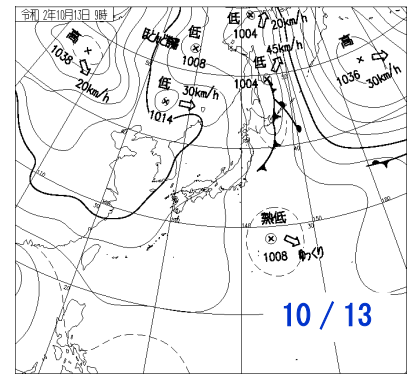 令和 2年10月13日 9時
高
1038
20km/h
低
1008
低
30km/h
1014
低
1004
20km/h
45km/h
低
1004
高
1036
30km/h
熱低
1008
ゆっくり
10 / 13